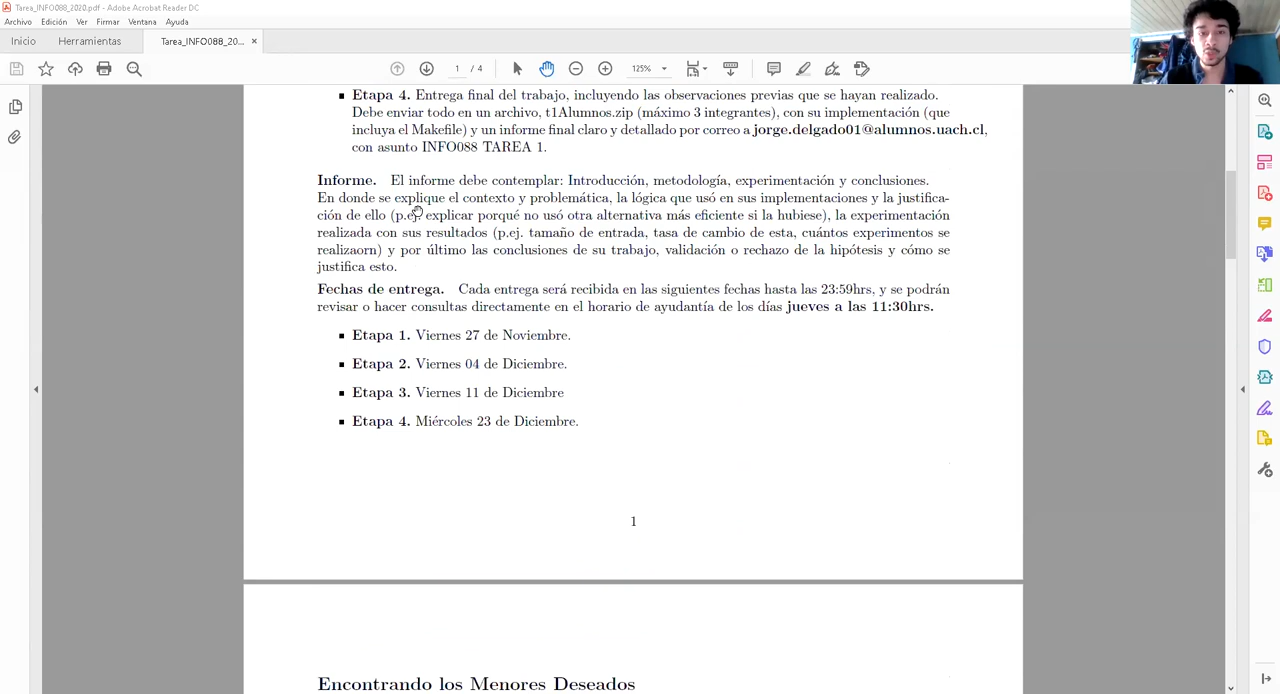 Tarea_INFO088_2020.pdf - Adobe Acrobat Reader DC
Archivo Edición Ver Firmar Ventana Ayuda
Inicio Herramientas Tarea_INFO088_20... ×
1 / 4 125%
▪ Etapa 4. Entrega final del trabajo, incluyendo las observaciones previas que se hayan realizado.
Debe enviar todo en un archivo, t1Alumnos.zip (máximo 3 integrantes), con su implementación (que
incluya el Makefile) y un informe final claro y detallado por correo a jorge.delgado01@alumnos.uach.cl,
con asunto INFO088 TAREA 1.
Informe. El informe debe contemplar: Introducción, metodología, experimentación y conclusiones.
En donde se explique el contexto y problemática, la lógica que usó en sus implementaciones y la justifica-
ción de ello (p.ej. explicar porqué no usó otra alternativa más eficiente si la hubiese), la experimentación
realizada con sus resultados (p.ej. tamaño de entrada, tasa de cambio de esta, cuántos experimentos se
realizaorn) y por último las conclusiones de su trabajo, validación o rechazo de la hipótesis y cómo se
justifica esto.
Fechas de entrega. Cada entrega será recibida en las siguientes fechas hasta las 23:59hrs, y se podrán
revisar o hacer consultas directamente en el horario de ayudantía de los días jueves a las 11:30hrs.
▪ Etapa 1. Viernes 27 de Noviembre.
▪ Etapa 2. Viernes 04 de Diciembre.
▪ Etapa 3. Viernes 11 de Diciembre
▪ Etapa 4. Miércoles 23 de Diciembre.
1
Encontrando los Menores Deseados